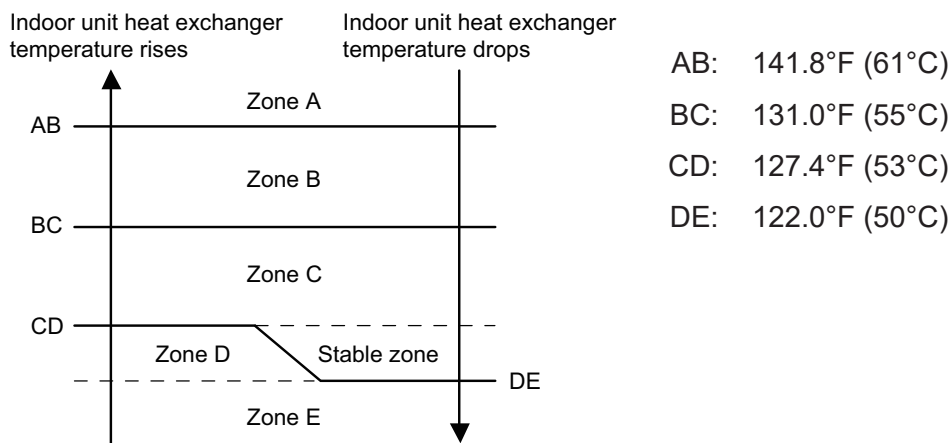 Indoor unit heat exchanger
temperature rises
Indoor unit heat exchanger
temperature drops
Zone A
AB
Zone B
BC
Zone C
CD
Zone D
Stable zone
DE
Zone E
AB: 141.8°F (61°C)
BC: 131.0°F (55°C)
CD: 127.4°F (53°C)
DE: 122.0°F (50°C)